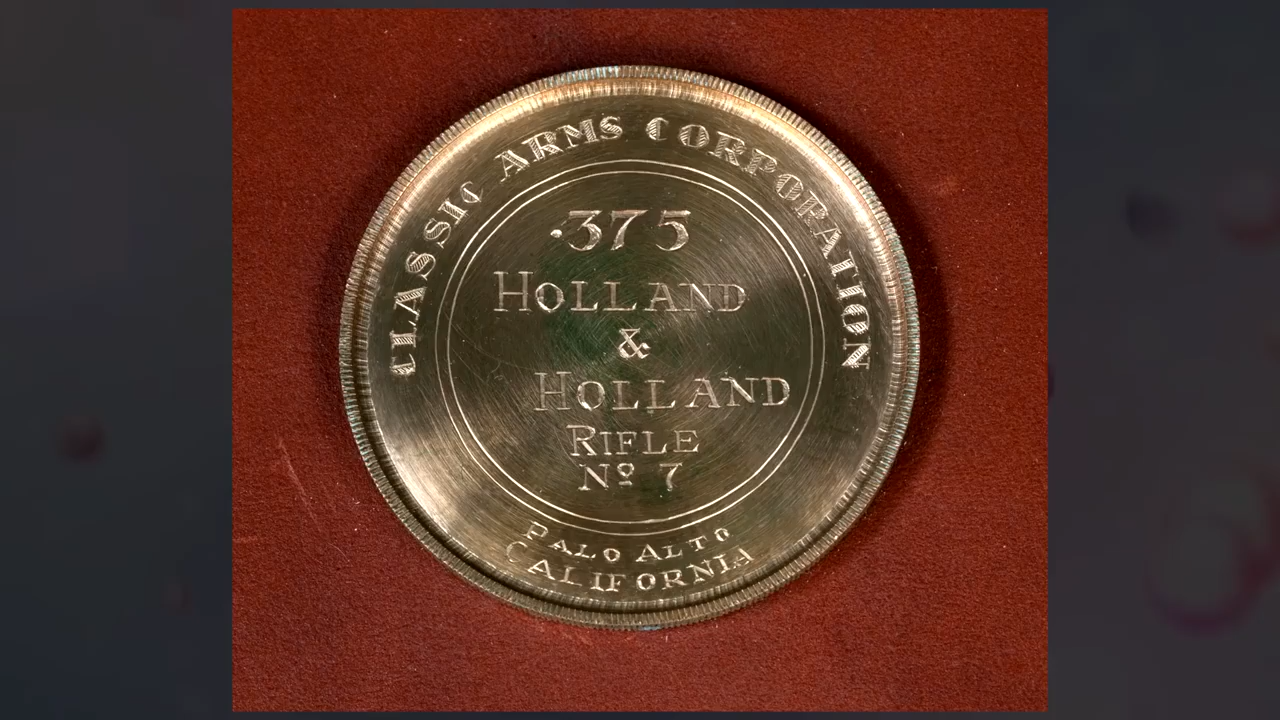 CLASSIC ARMS CORPORATION
.375
HOLLAND
&
HOLLAND
RIFLE
Nº 7
PALO ALTO
CALIFORNIA